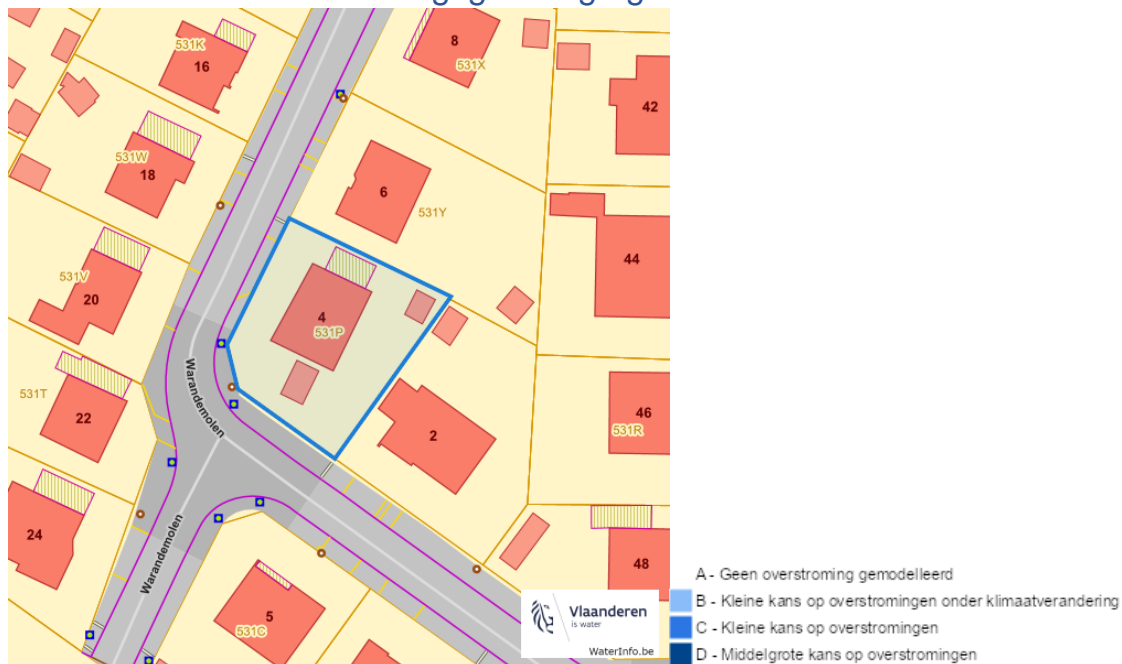 8
531X
531K
16
42
531W
18
6
531Y
44
531V
20
4
531P
Warandemolen
531T
22
2
46
531R
24
Warandemolen
48
5
531C
Vlaanderen
is water
WaterInfo.be
A - Geen overstroming gemodelleerd
B - Kleine kans op overstromingen onder klimaatverandering
C - Kleine kans op overstromingen
D - Middelgrote kans op overstromingen